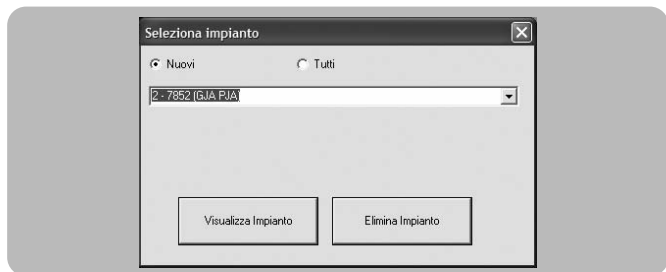 Seleziona impianto
Nuovi Tutti
2 - 7852 (GJA PJA)
Visualizza Impianto Elimina Impianto